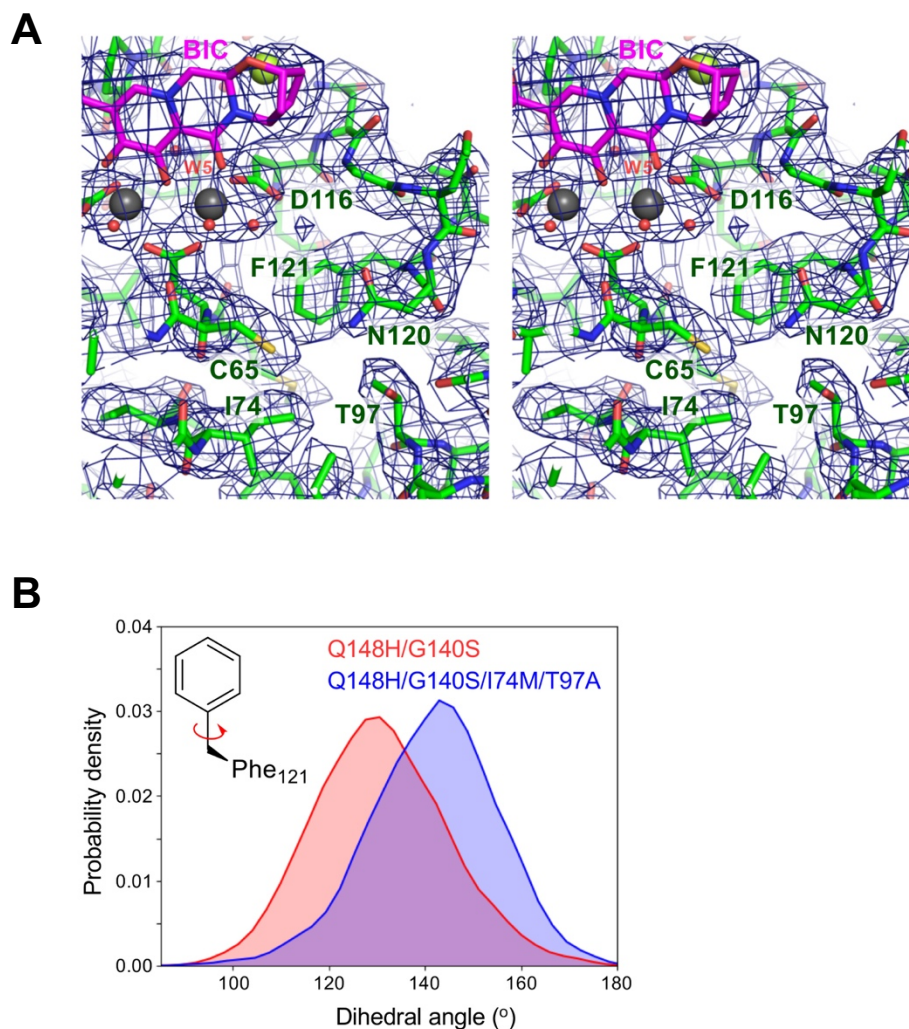 A
BIC BIC
W5 W5
D116 D116
F121 F121
N120 N120
C65 C65
I74 T97 I74 T97
B
0.04
0.03
0.02
0.01
0.00
Probability density
Q148H/G140S
Q148H/G140S/I74M/T97A
Phe121
100 120 140 160 180
Dihedral angle (º)